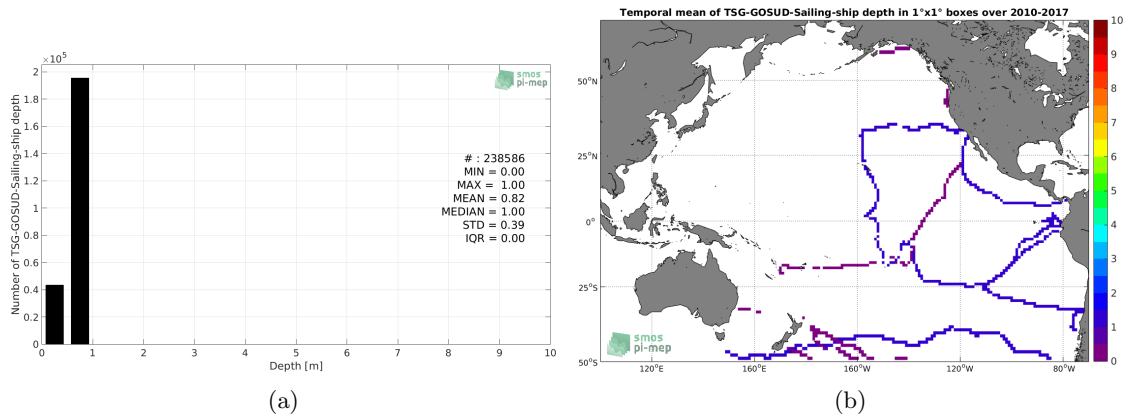 ×10⁵
2
1.8
1.6
1.4
1.2
1
0.8
0.6
0.4
0.2
0
Number of TSG-GOSUD-Sailing-ship depth
smos
pi-mep
# : 238586
MIN = 0.00
MAX = 1.00
MEAN = 0.82
MEDIAN = 1.00
STD = 0.39
IQR = 0.00
0 1 2 3 4 5 6 7 8 9 10
Depth [m]
(a)
Temporal mean of TSG-GOSUD-Sailing-ship depth in 1°x1° boxes over 2010-2017
50°N
25°N
0°
25°S
50°S
smos
pi-mep
120°E 160°E 160°W 120°W 80°W
10
9
8
7
6
5
4
3
2
1
0
(b)